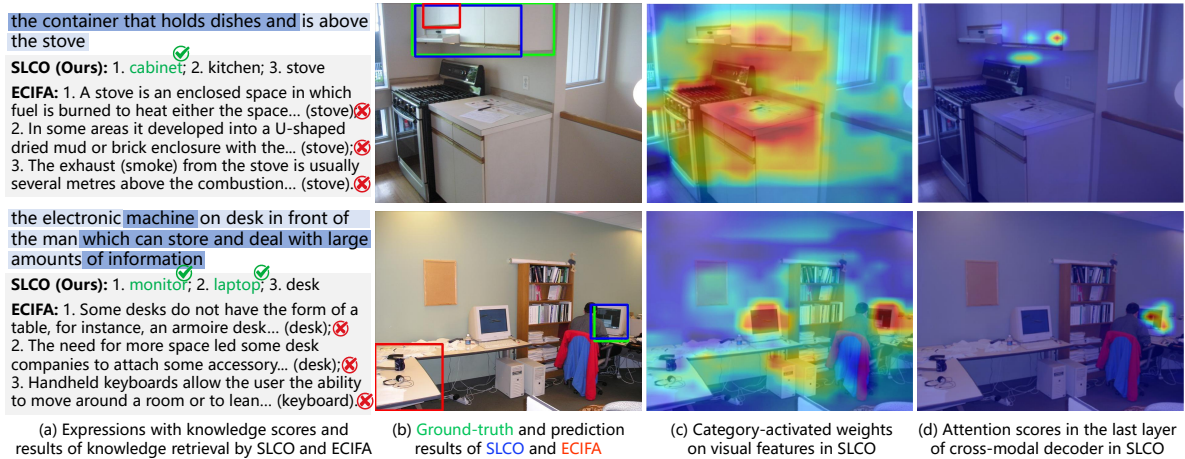 the container that holds dishes and is above
the stove
SLCO (Ours): 1. cabinet; 2. kitchen; 3. stove
ECIFA: 1. A stove is an enclosed space in which
fuel is burned to heat either the space... (stove);
2. In some areas it developed into a U-shaped
dried mud or brick enclosure with the... (stove);
3. The exhaust (smoke) from the stove is usually
several metres above the combustion... (stove).
the electronic machine on desk in front of
the man which can store and deal with large
amounts of information
SLCO (Ours): 1. monitor; 2. laptop; 3. desk
ECIFA: 1. Some desks do not have the form of a
table, for instance, an armoire desk... (desk);
2. The need for more space led some desk
companies to attach some accessory... (desk);
3. Handheld keyboards allow the user the ability
to move around a room or to lean... (keyboard).
(a) Expressions with knowledge scores and
results of knowledge retrieval by SLCO and ECIFA
(b) Ground-truth and prediction
results of SLCO and ECIFA
(c) Category-activated weights
on visual features in SLCO
(d) Attention scores in the last layer
of cross-modal decoder in SLCO